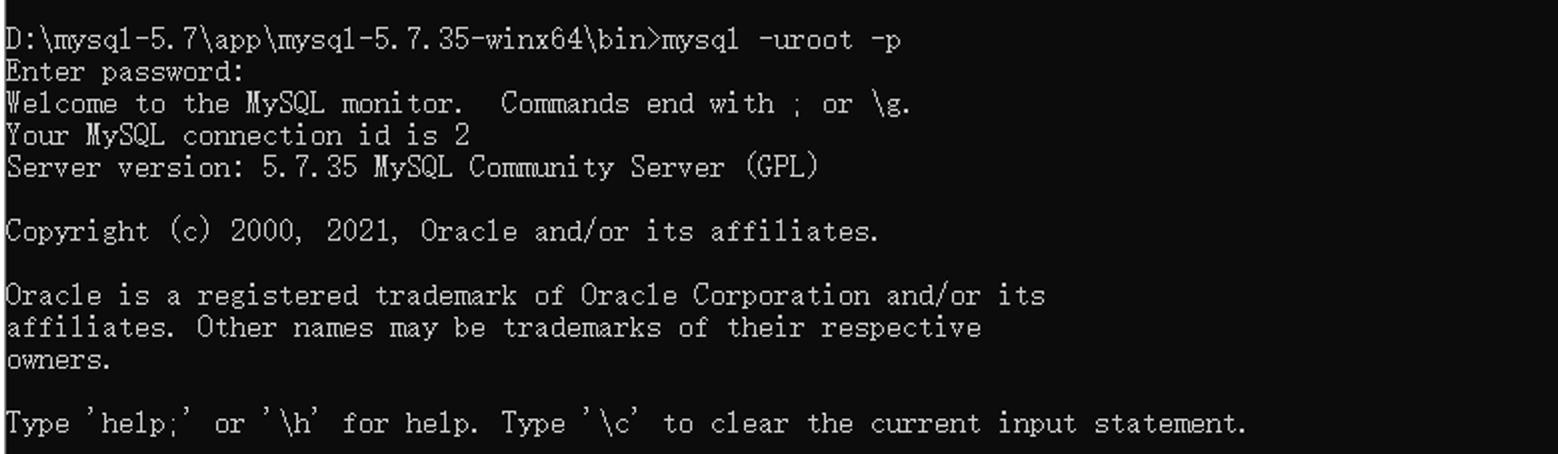 D:\mysql-5.7\app\mysql-5.7.35-winx64\bin>mysql -uroot -p
Enter password:
Welcome to the MySQL monitor.  Commands end with ; or \g.
Your MySQL connection id is 2
Server version: 5.7.35 MySQL Community Server (GPL)
Copyright (c) 2000, 2021, Oracle and/or its affiliates.
Oracle is a registered trademark of Oracle Corporation and/or its
affiliates. Other names may be trademarks of their respective
owners.
Type 'help;' or '\h' for help. Type '\c' to clear the current input statement.